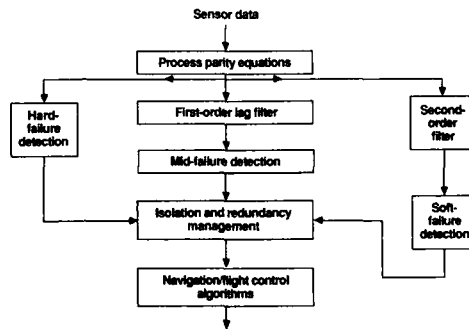 Sensor data
Process parity equations
Hard-
failure
detection
First-order lag filter
Second-
order
filter
Mid-failure detection
Soft-
failure
detection
Isolation and redundancy
management
Navigation/flight control
algorithms